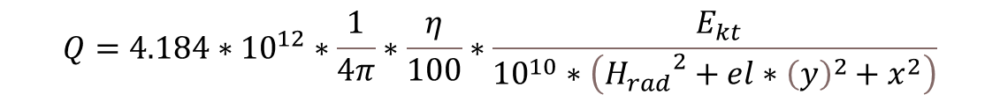 Q = 4.184 * 10^12 * 1/4π * η/100 * E_kt / 10^10 * (H_rad^2 + el * (y)^2 + x^2)